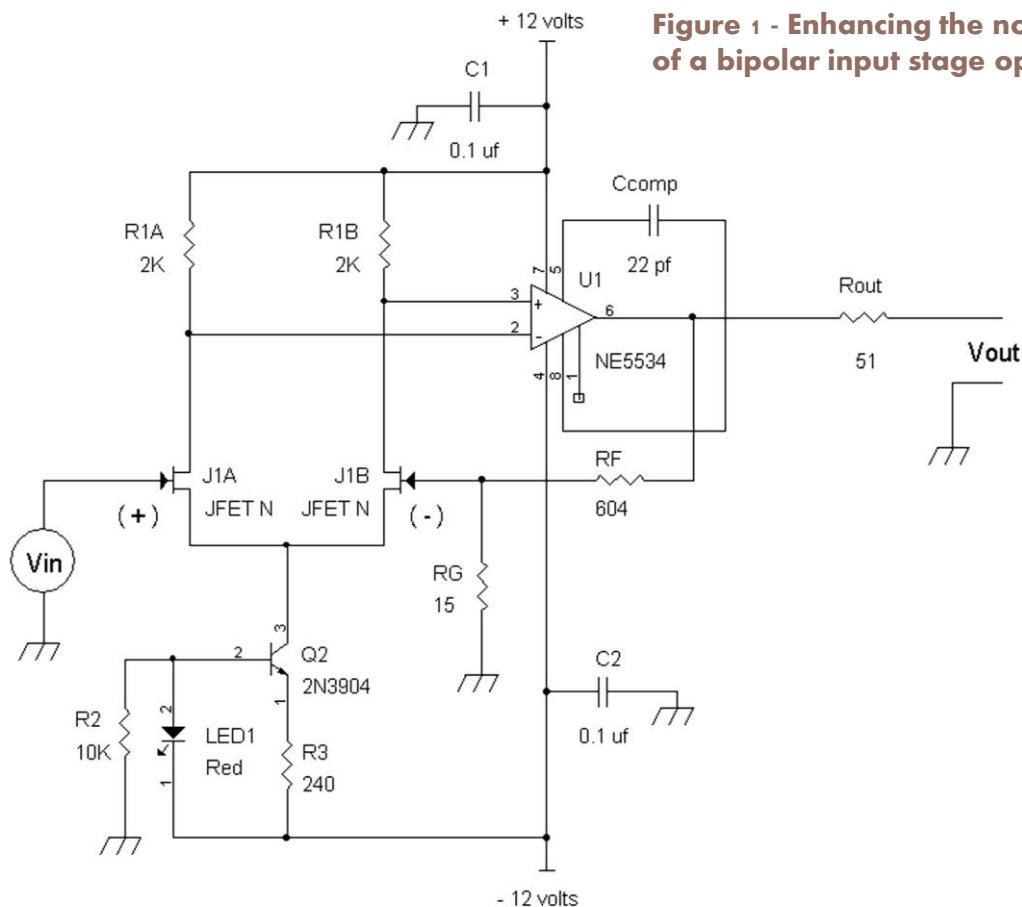 + 12 volts
Figure 1 - Enhancing the no
of a bipolar input stage op
C1
0.1 uf
Ccomp
22 pf
R1A
2K
R1B
2K
7
5
U1
3
+
2
-
6
NE5534
4
8
1
Rout
51
Vout
J1A
JFET N
J1B
JFET N
(+)
(-)
RF
604
Vin
RG
15
3
2
Q2
2N3904
1
C2
0.1 uf
R2
10K
2
LED1
Red
1
R3
240
- 12 volts